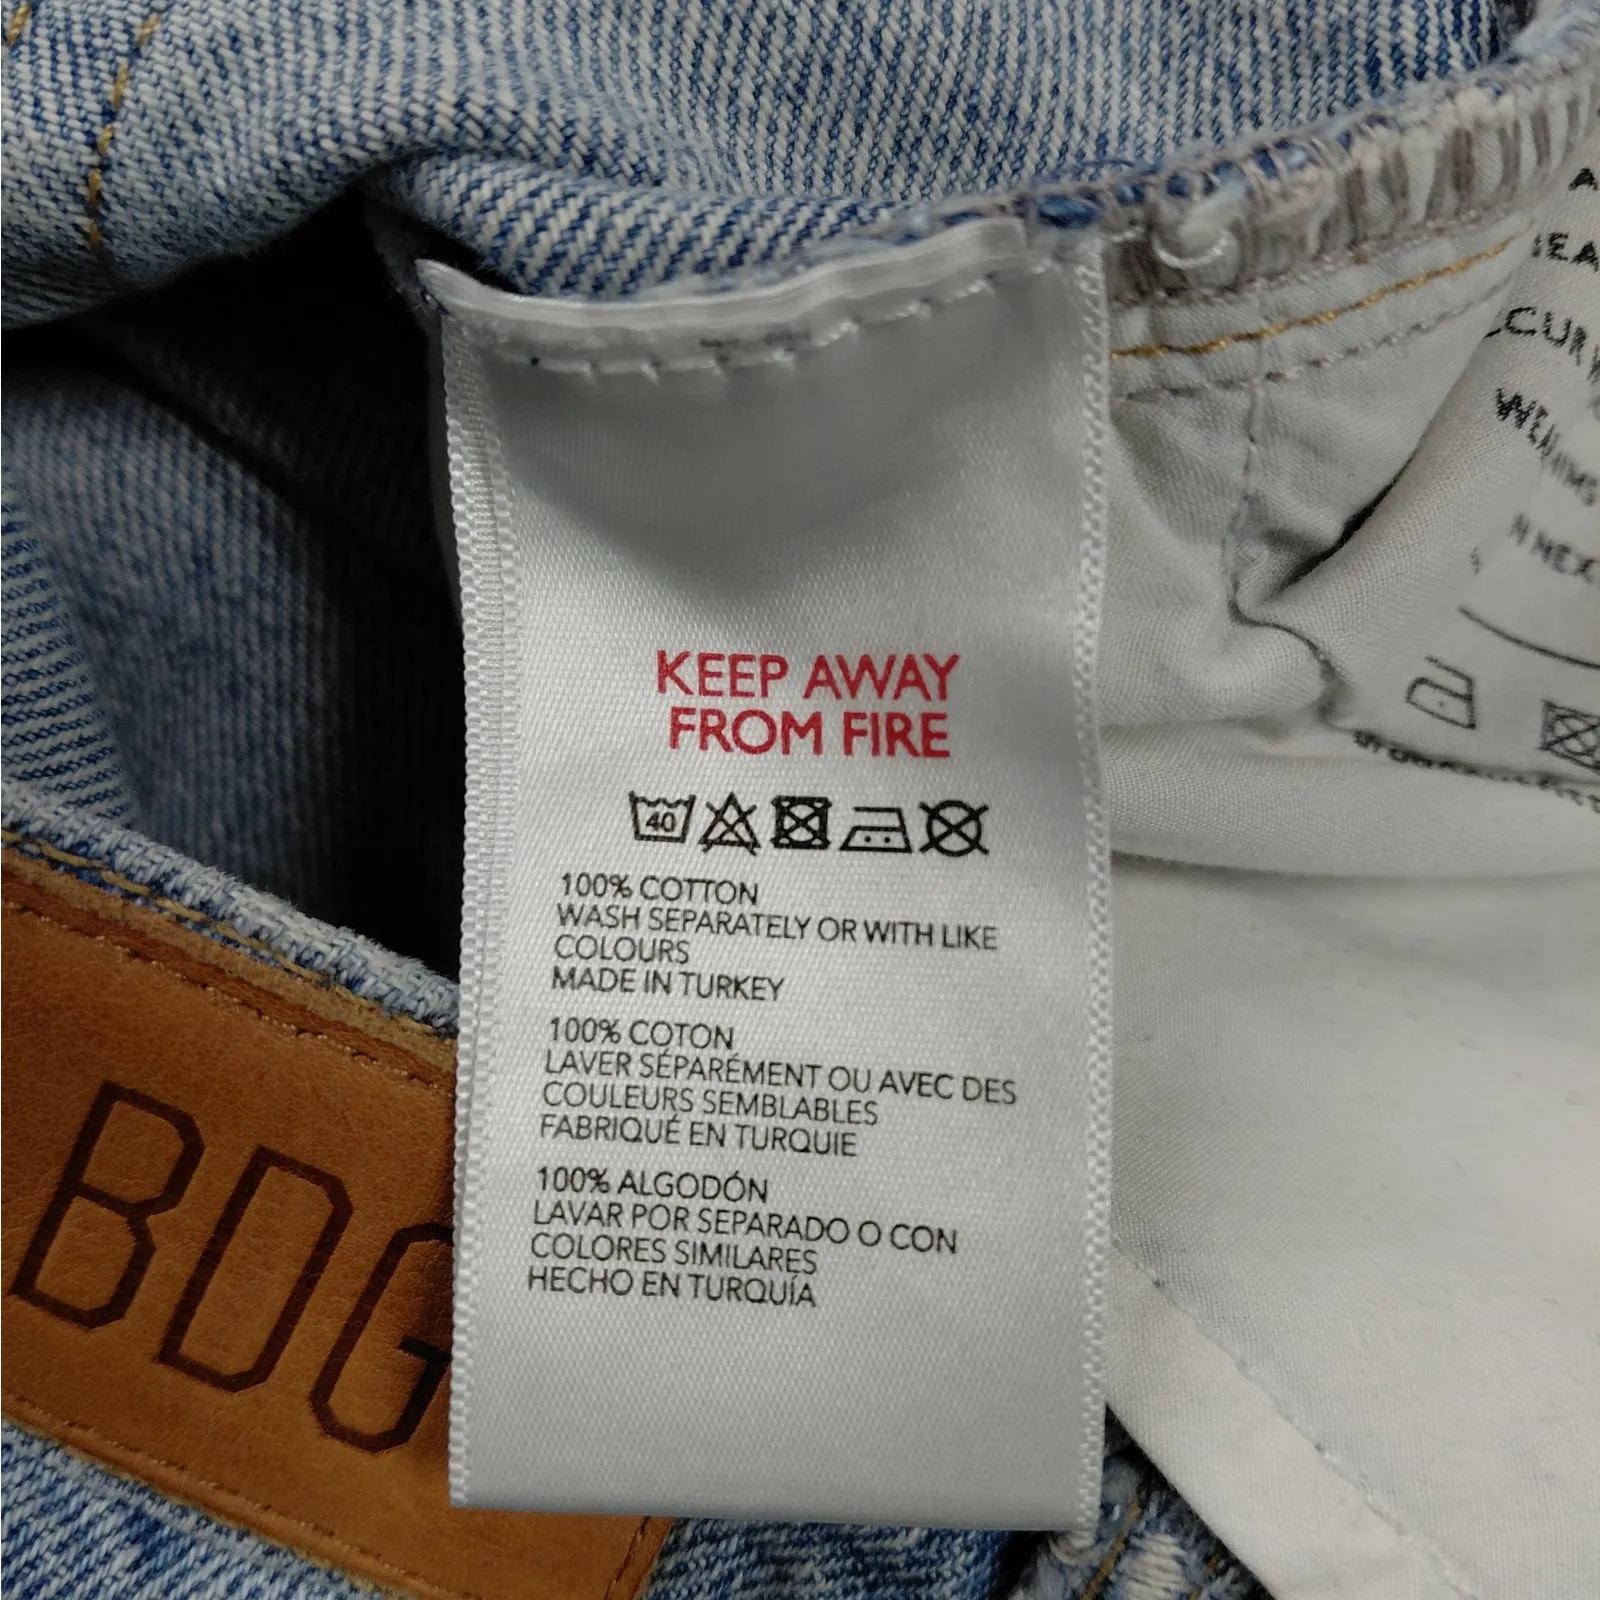 KEEP AWAY
FROM FIRE
40
100% COTTON
WASH SEPARATELY OR WITH LIKE
COLOURS
MADE IN TURKEY
100% COTON
LAVER SÉPARÉMENT OU AVEC DES
COULEURS SEMBLABLES
FABRIQUÉ EN TURQUIE
100% ALGODÓN
LAVAR POR SEPARADO O CON
COLORES SIMILARES
HECHO EN TURQUÍA
BDG